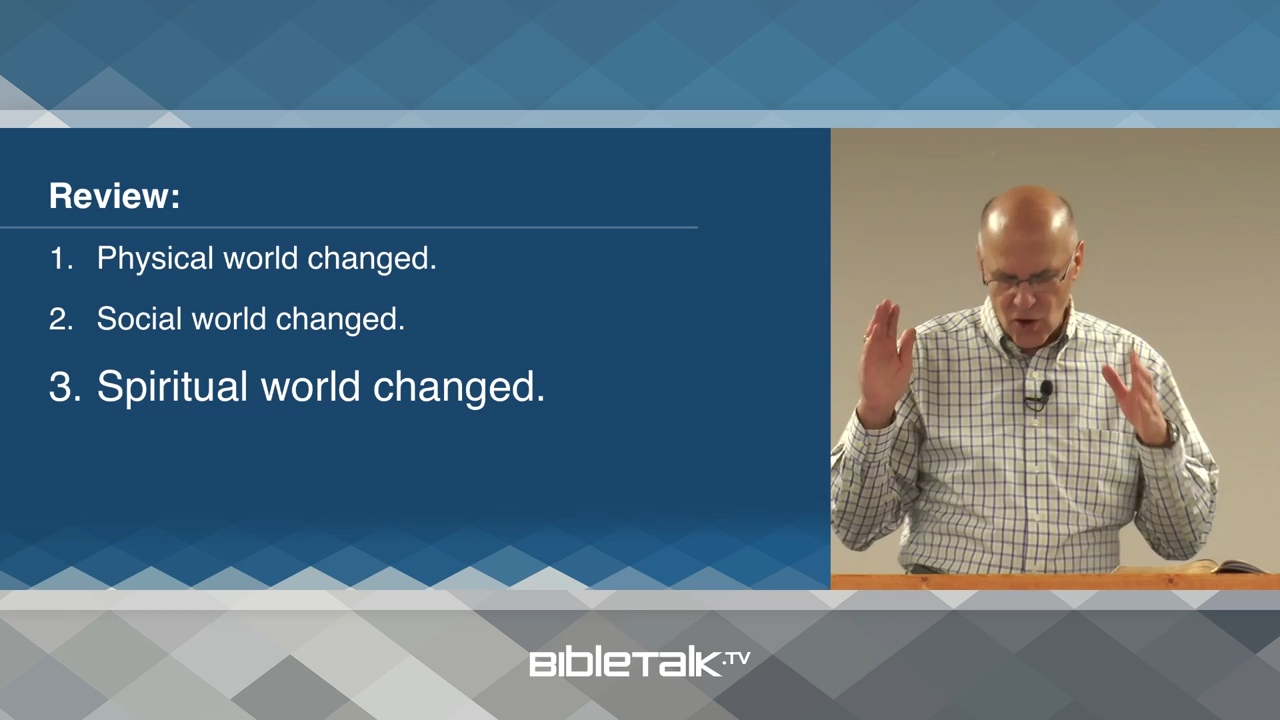 Review:
1. Physical world changed.
2. Social world changed.
3. Spiritual world changed.
BibleTalk.TV